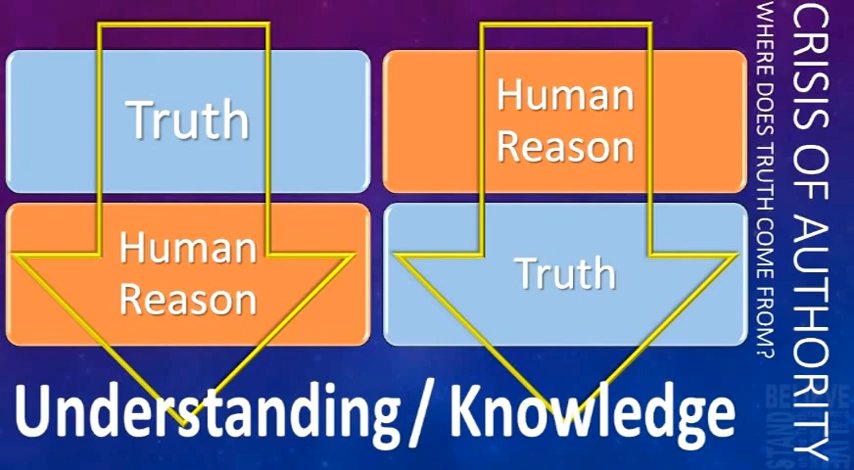 Truth
Human
Reason
Human
Reason
Truth
Understanding / Knowledge
CRISIS OF AUTHORITY
WHERE DOES TRUTH COME FROM?